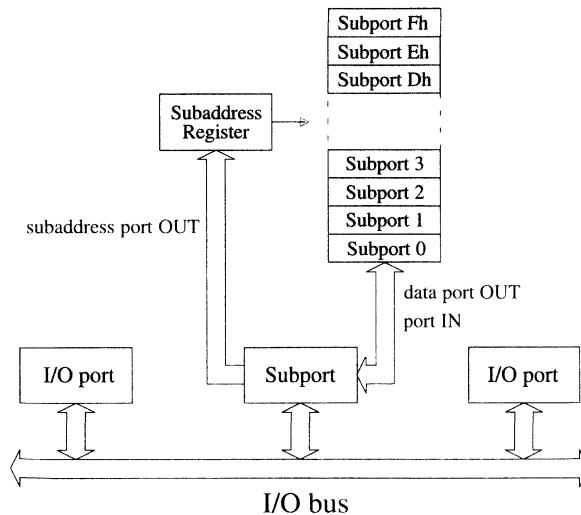 Subport Fh
Subport Eh
Subport Dh
Subaddress
Register
Subport 3
Subport 2
Subport 1
Subport 0
subaddress port OUT
data port OUT
port IN
I/O port
Subport
I/O port
I/O bus